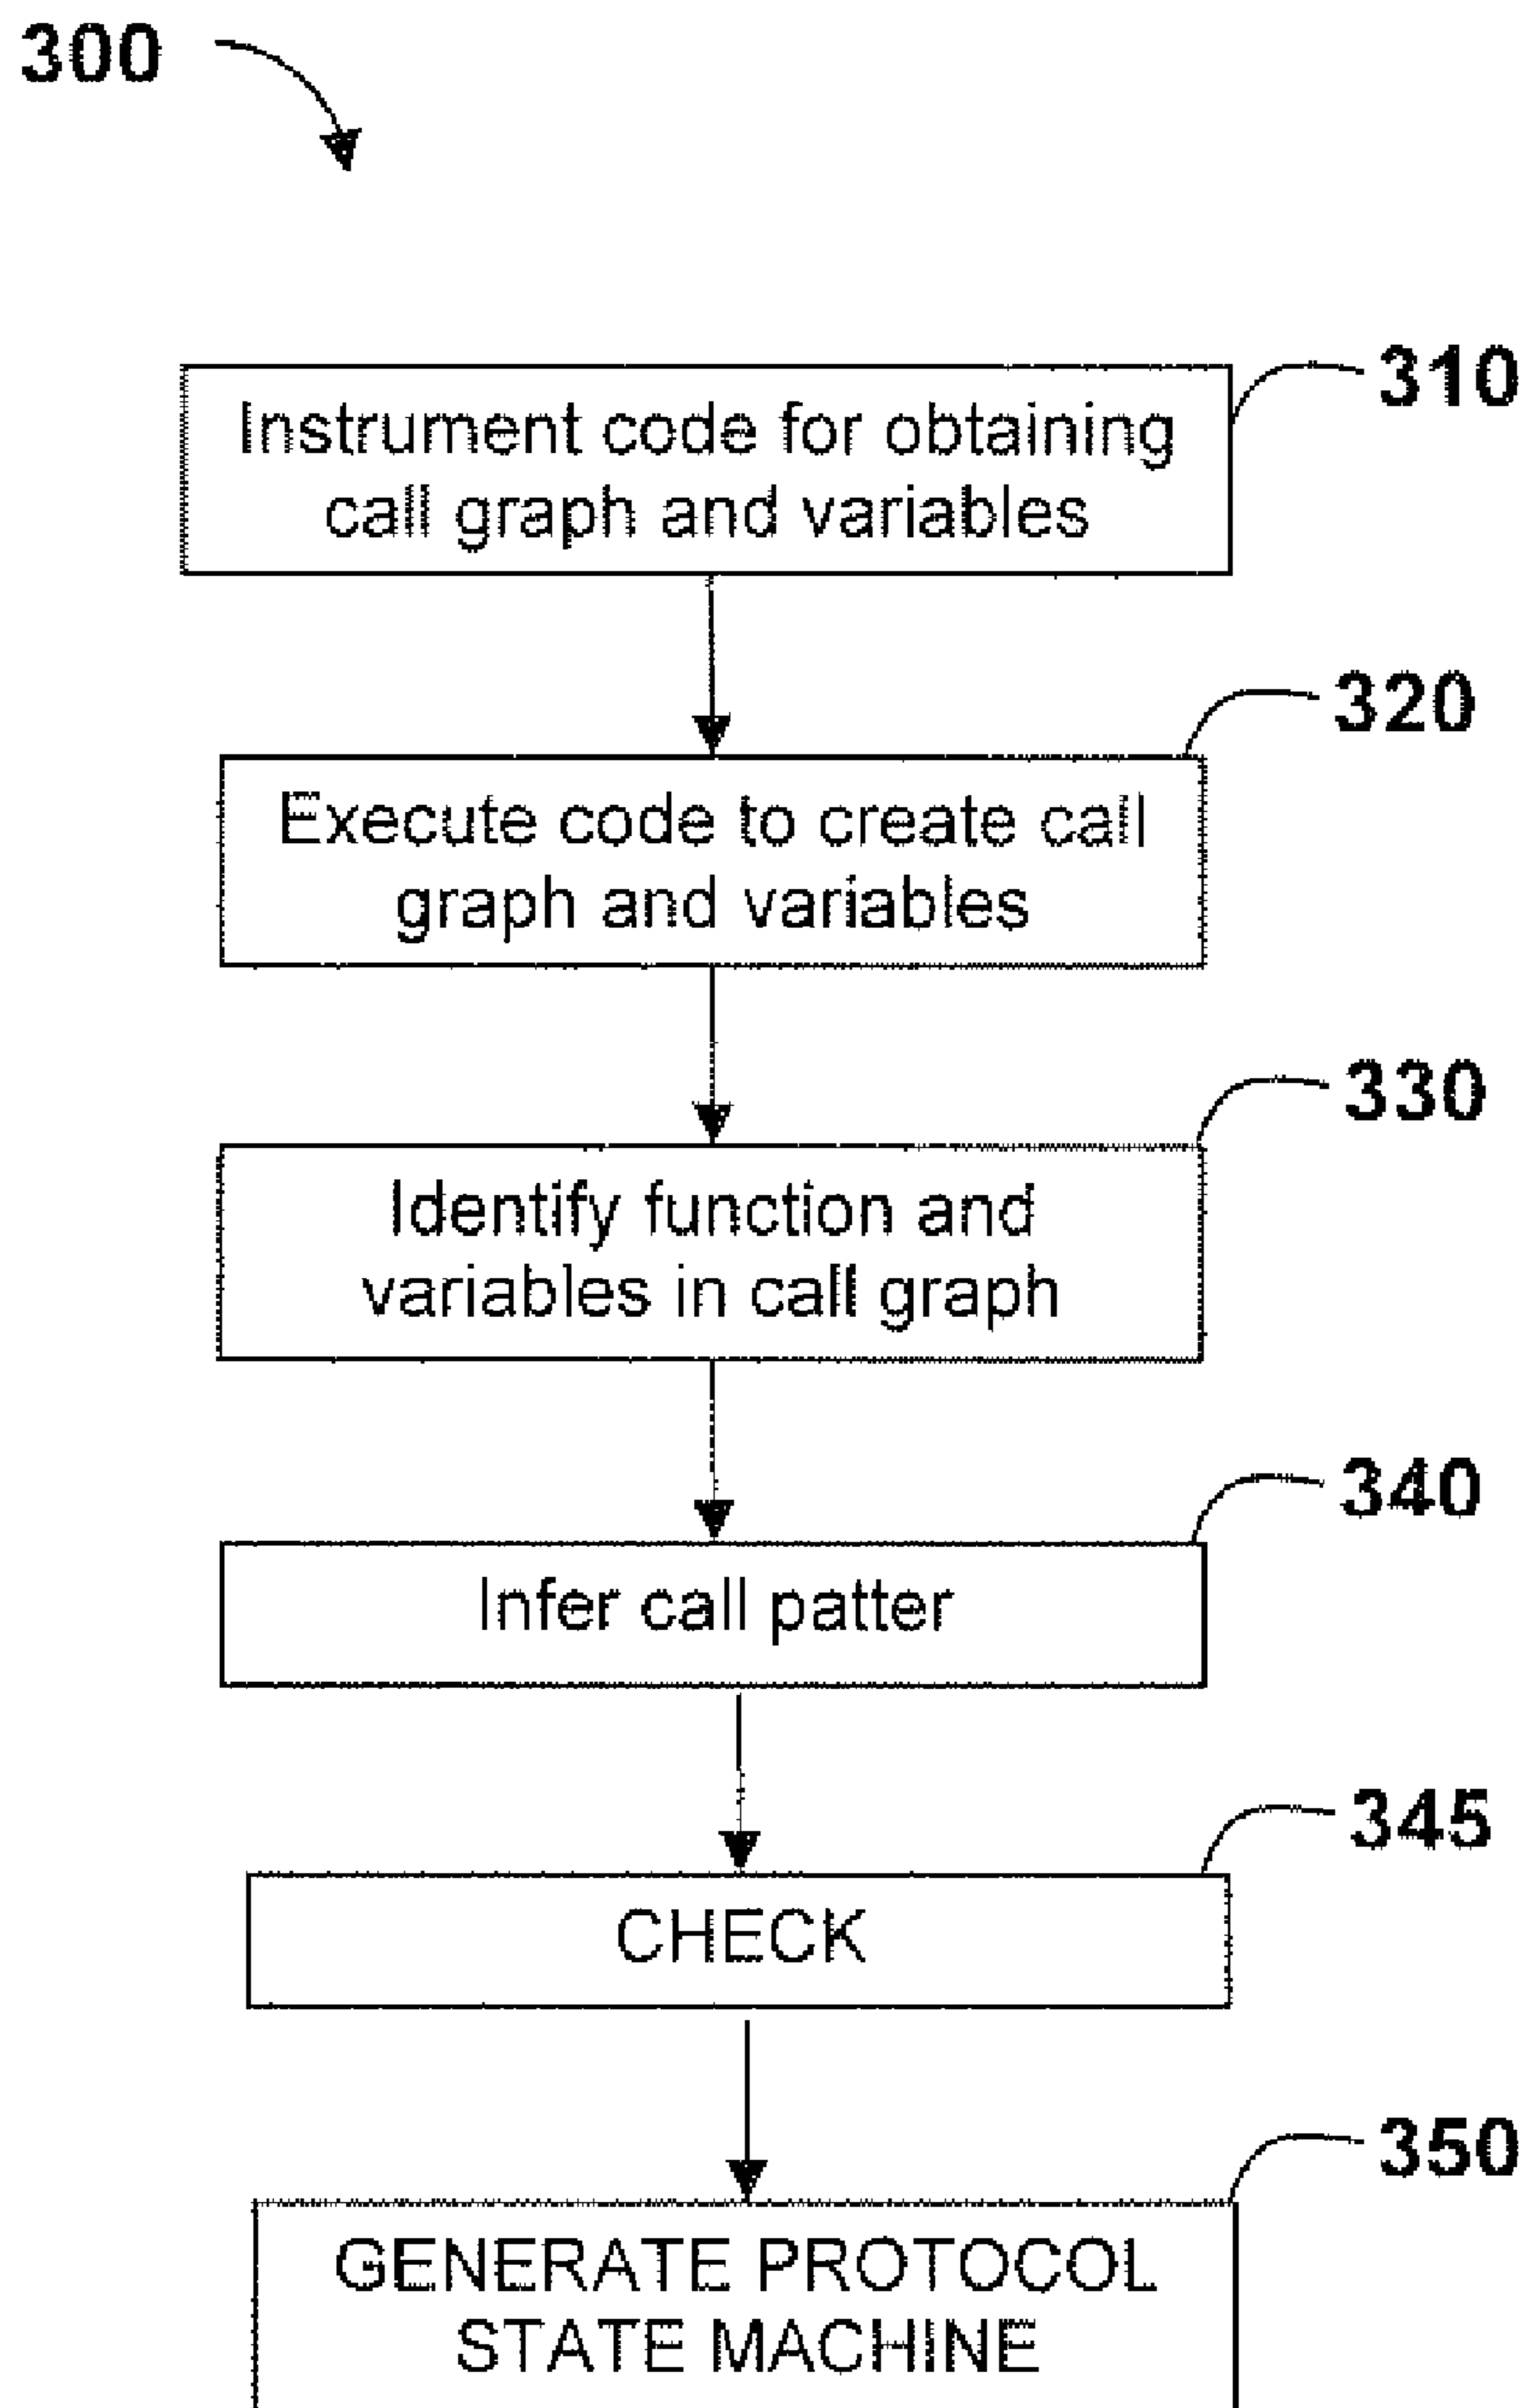 300
310
Instrument code for obtaining
call graph and variables
320
Execute code to create call
graph and variables
330
Identify function and
variables in call graph
340
Infer call patter
345
CHECK
350
GENERATE PROTOCOL
STATE MACHINE